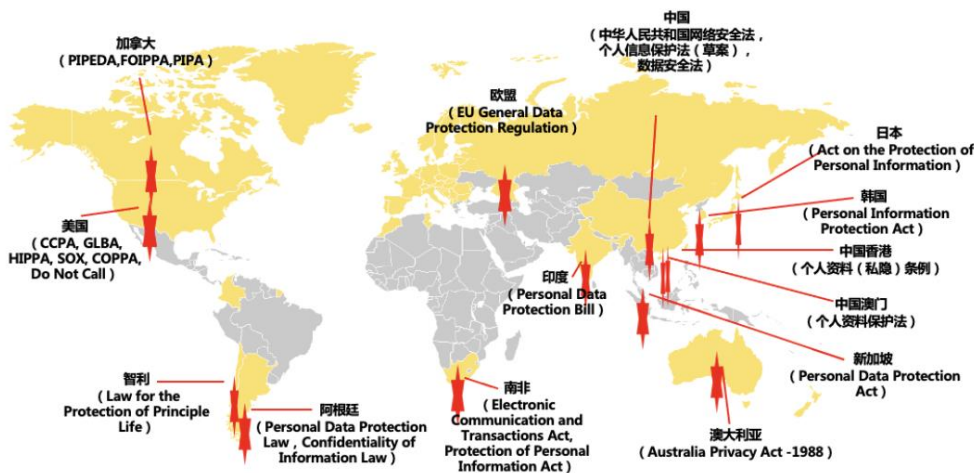 加拿大
（PIPEDA,FOIPPA,PIPA）
中国
（中华人民共和国网络安全法，
个人信息保护法（草案），
数据安全法）
欧盟
（EU General Data
Protection Regulation）
日本
（Act on the Protection of
Personal Information）
韩国
（Personal Information
Protection Act）
美国
（CCPA, GLBA,
HIPPA, SOX, COPPA,
Do Not Call）
中国香港
（个人资料（私隐）条例）
印度
（Personal Data
Protection Bill）
中国澳门
（个人资料保护法）
新加坡
（Personal Data Protection
Act）
智利
（Law for the
Protection of Principle
Life）
阿根廷
（Personal Data Protection
Law，Confidentiality of
Information Law）
南非
（Electronic
Communication and
Transactions Act,
Protection of Personal
Information Act）
澳大利亚
（Australia Privacy Act -1988）